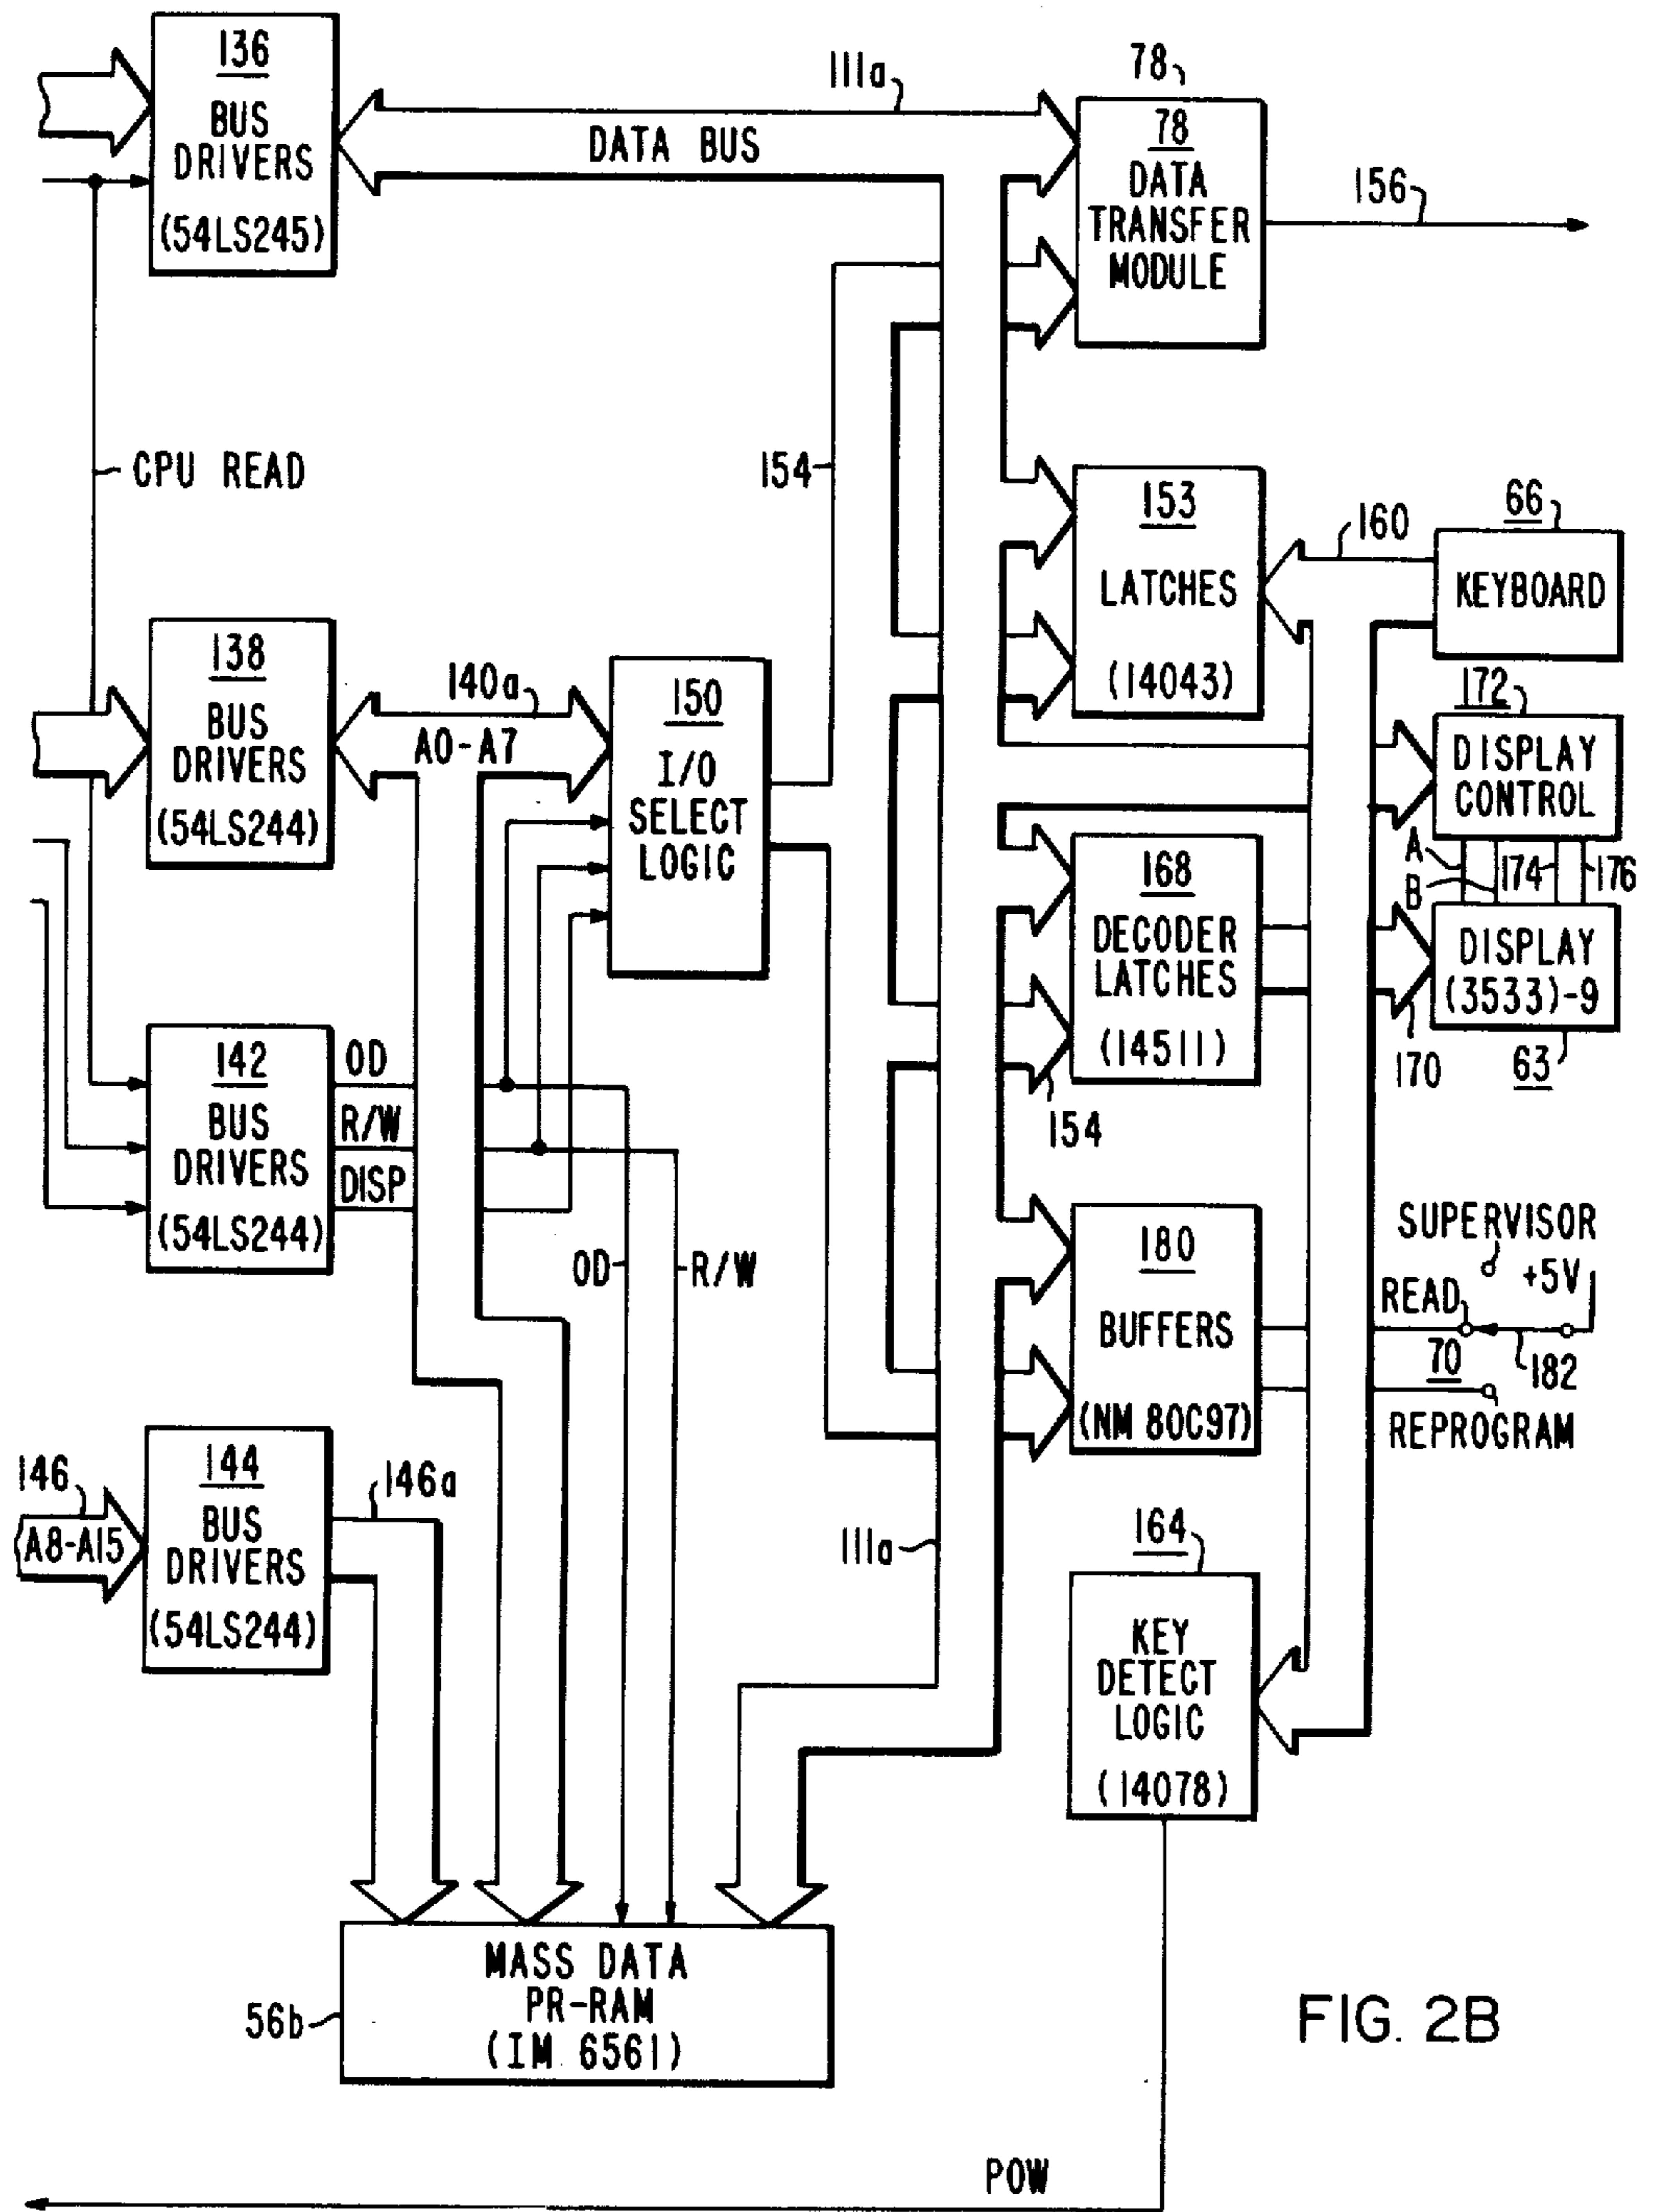 136
BUS
DRIVERS
(54LS245)
111a
DATA BUS
78
78
DATA
TRANSFER
MODULE
156
CPU READ
154
153
LATCHES
(14043)
160
66
KEYBOARD
138
BUS
DRIVERS
(54LS244)
140a
A0-A7
150
I/O
SELECT
LOGIC
172
DISPLAY
CONTROL
A
B
174
176
168
DECODER
LATCHES
(14511)
154
DISPLAY
(3533)-9
170
63
142
BUS
DRIVERS
(54LS244)
OD
R/W
DISP
OD
R/W
180
BUFFERS
(NM 80C97)
SUPERVISOR
+5V
READ
70
182
REPROGRAM
146
A8-A15
144
BUS
DRIVERS
(54LS244)
146a
111a
164
KEY
DETECT
LOGIC
(14078)
56b
MASS DATA
PR-RAM
(IM 6561)
FIG. 2B
POW